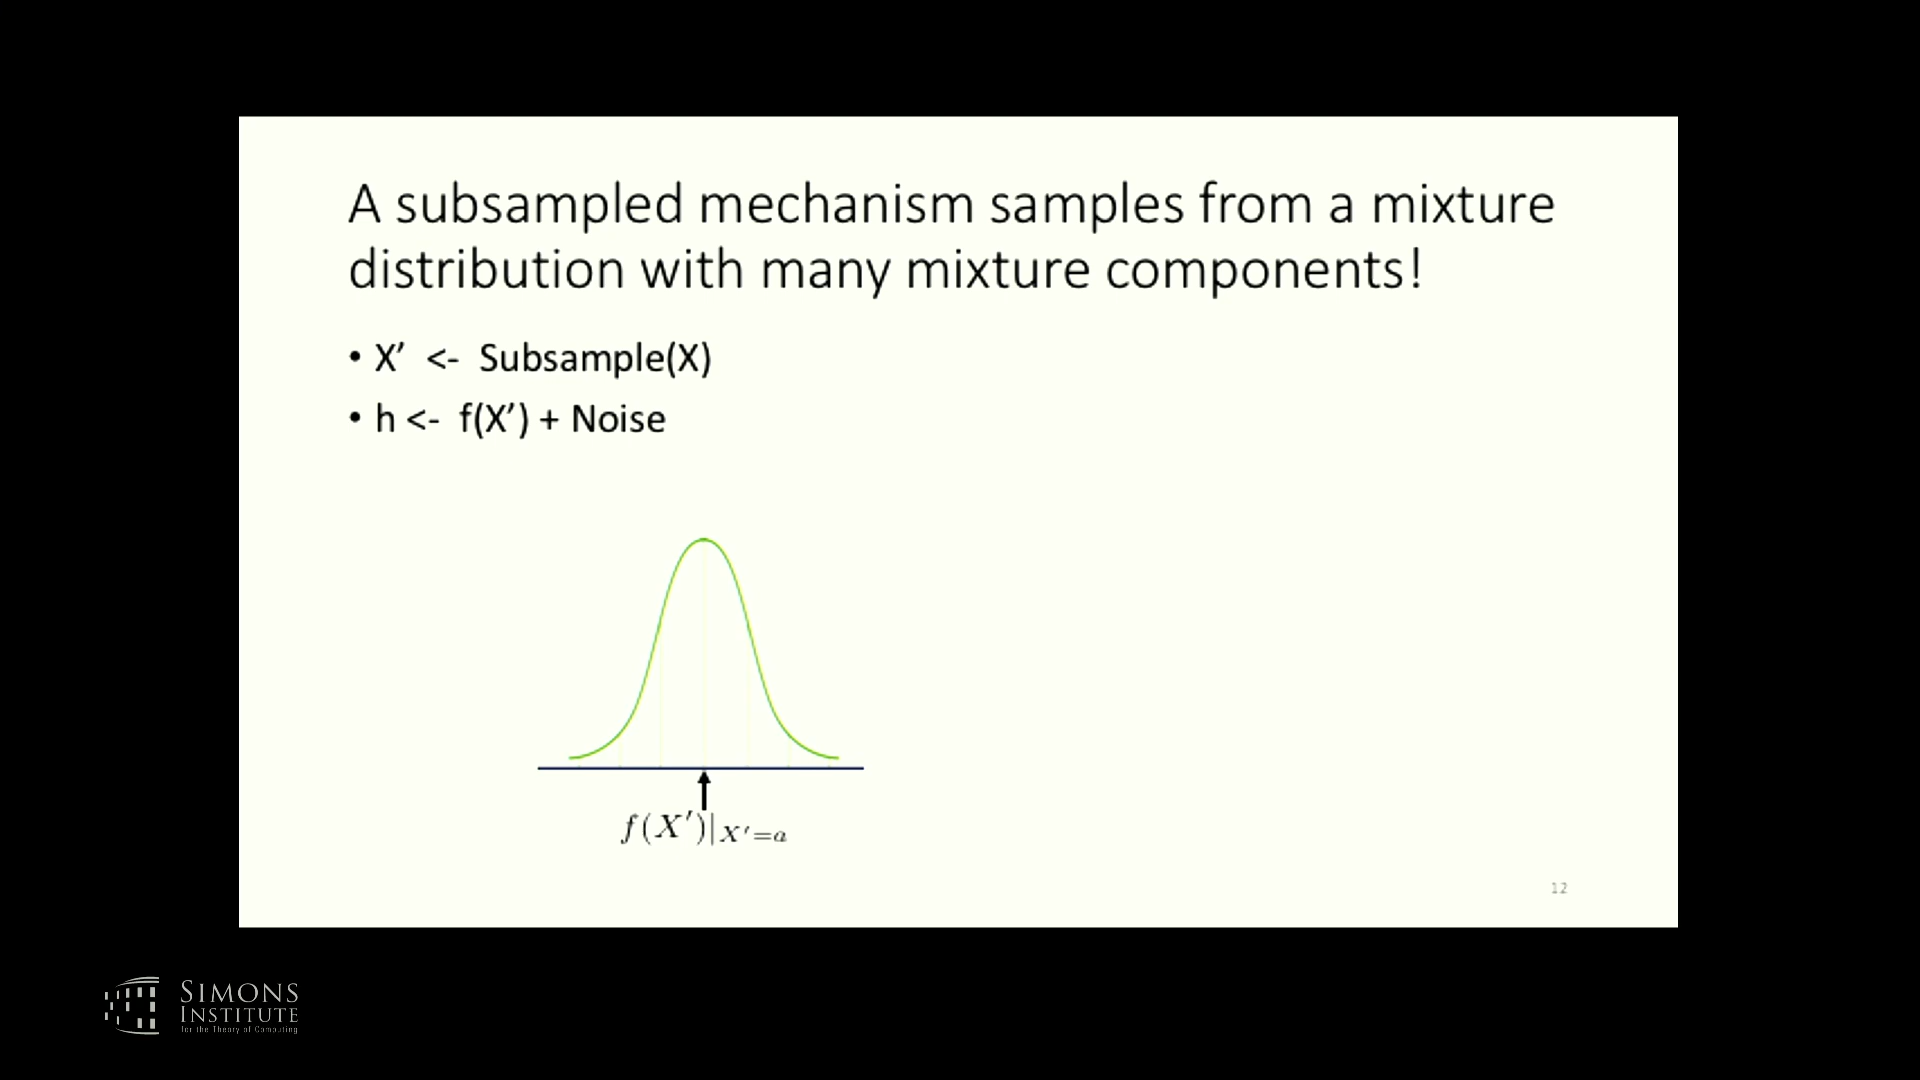 A subsampled mechanism samples from a mixture
distribution with many mixture components!
• X’ <- Subsample(X)
• h <- f(X’) + Noise
f(X′)|X′=a
12
SIMONS
INSTITUTE
for the Theory of Computing